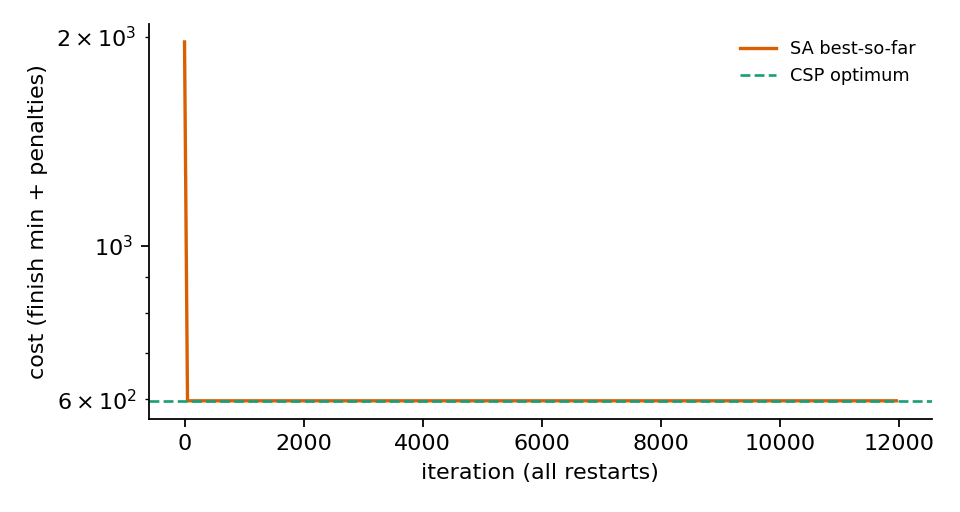 2 × 10³
SA best-so-far
CSP optimum
cost (finish min + penalties)
10³
6 × 10²
0 2000 4000 6000 8000 10000 12000
iteration (all restarts)